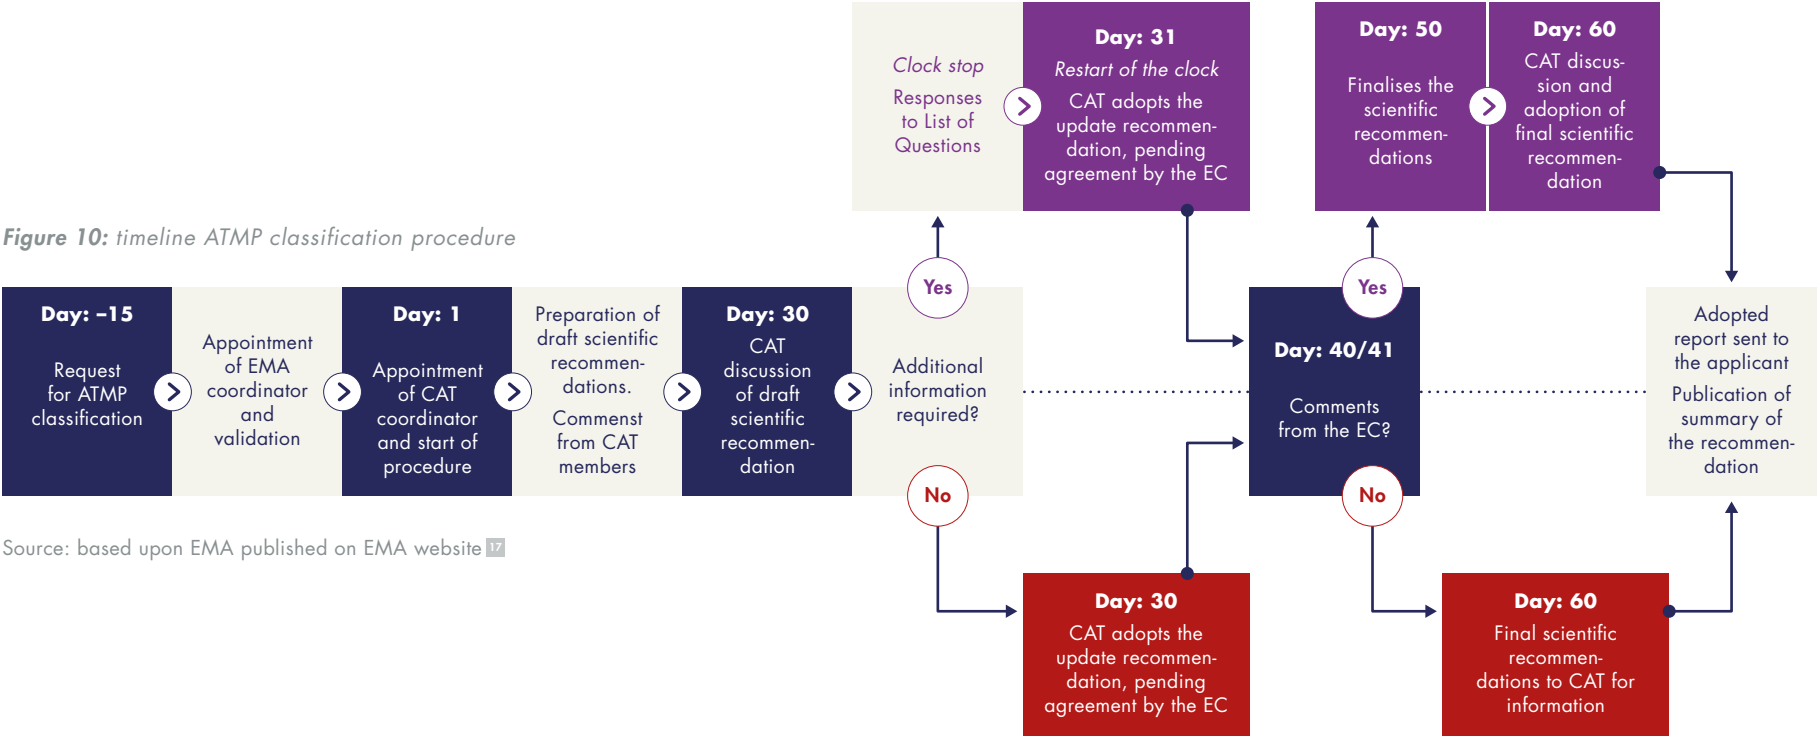 Clock stop
Responses
to List of
Questions
Day: 31
Restart of the clock
CAT adopts the
update recommen-
dation, pending
agreement by the EC
Day: 50
Finalises the
scientific
recommen-
dations
Day: 60
CAT discus-
sion and
adoption of
final scientific
recommen-
dation
Figure 10: timeline ATMP classification procedure
Day: –15
Request
for ATMP
classification
Appointment
of EMA
coordinator
and
validation
Day: 1
Appointment
of CAT
coordinator
and start of
procedure
Preparation of
draft scientific
recommen-
dations.
Commenst
from CAT
members
Day: 30
CAT
discussion
of draft
scientific
recommen-
dation
Yes
Additional
information
required?
No
Yes
Day: 40/41
Comments
from the EC?
No
Adopted
report sent to
the applicant
Publication of
summary of
the recommen-
dation
Source: based upon EMA published on EMA website 17
Day: 30
CAT adopts the
update recommen-
dation, pending
agreement by the EC
Day: 60
Final scientific
recommen-
dations to CAT for
information